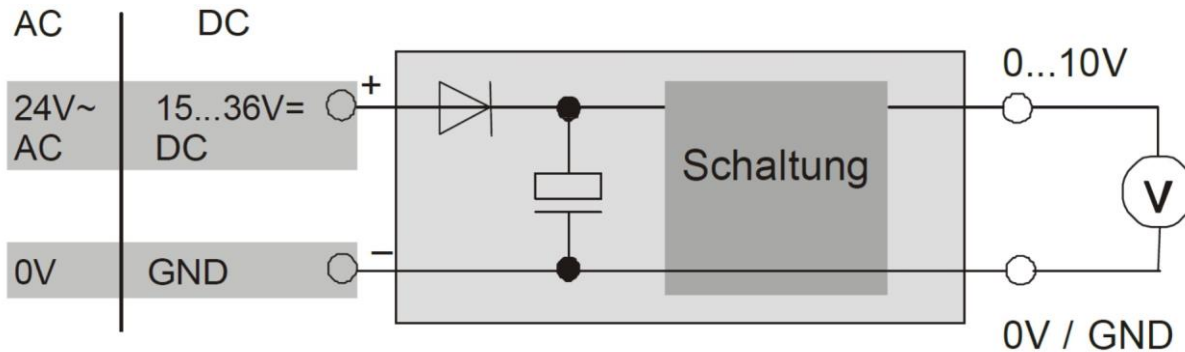 AC
DC
24V~
AC
15...36V=
DC
+
0V
GND
−
Schaltung
0...10V
V
0V / GND